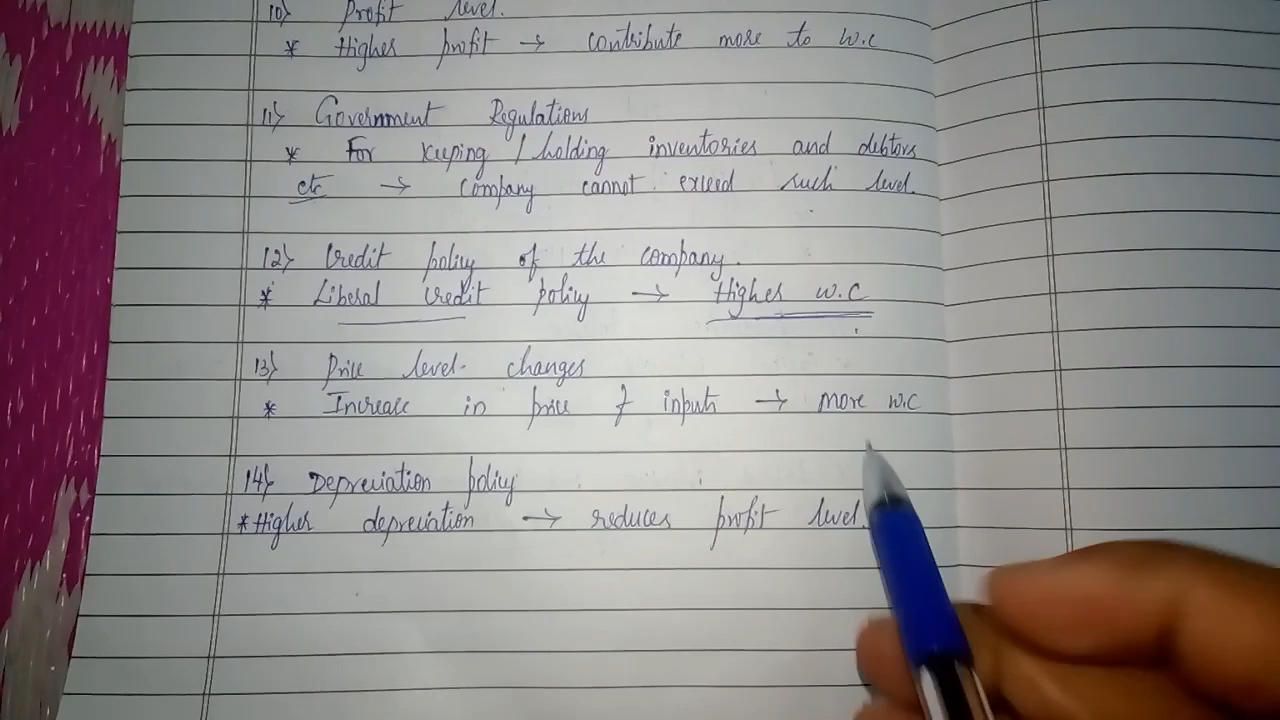 10) Profit level.
* Higher profit → contribute more to W.C
11) Government Regulations
* For keeping / holding inventories and debtors
etc → Company cannot exceed such level.
12) Credit policy of the company.
* Liberal credit policy → Higher W.C
13) Price level changes
* Increase in price of inputs → more W.C
14) Depreciation policy
* Higher depreciation → reduces profit level.